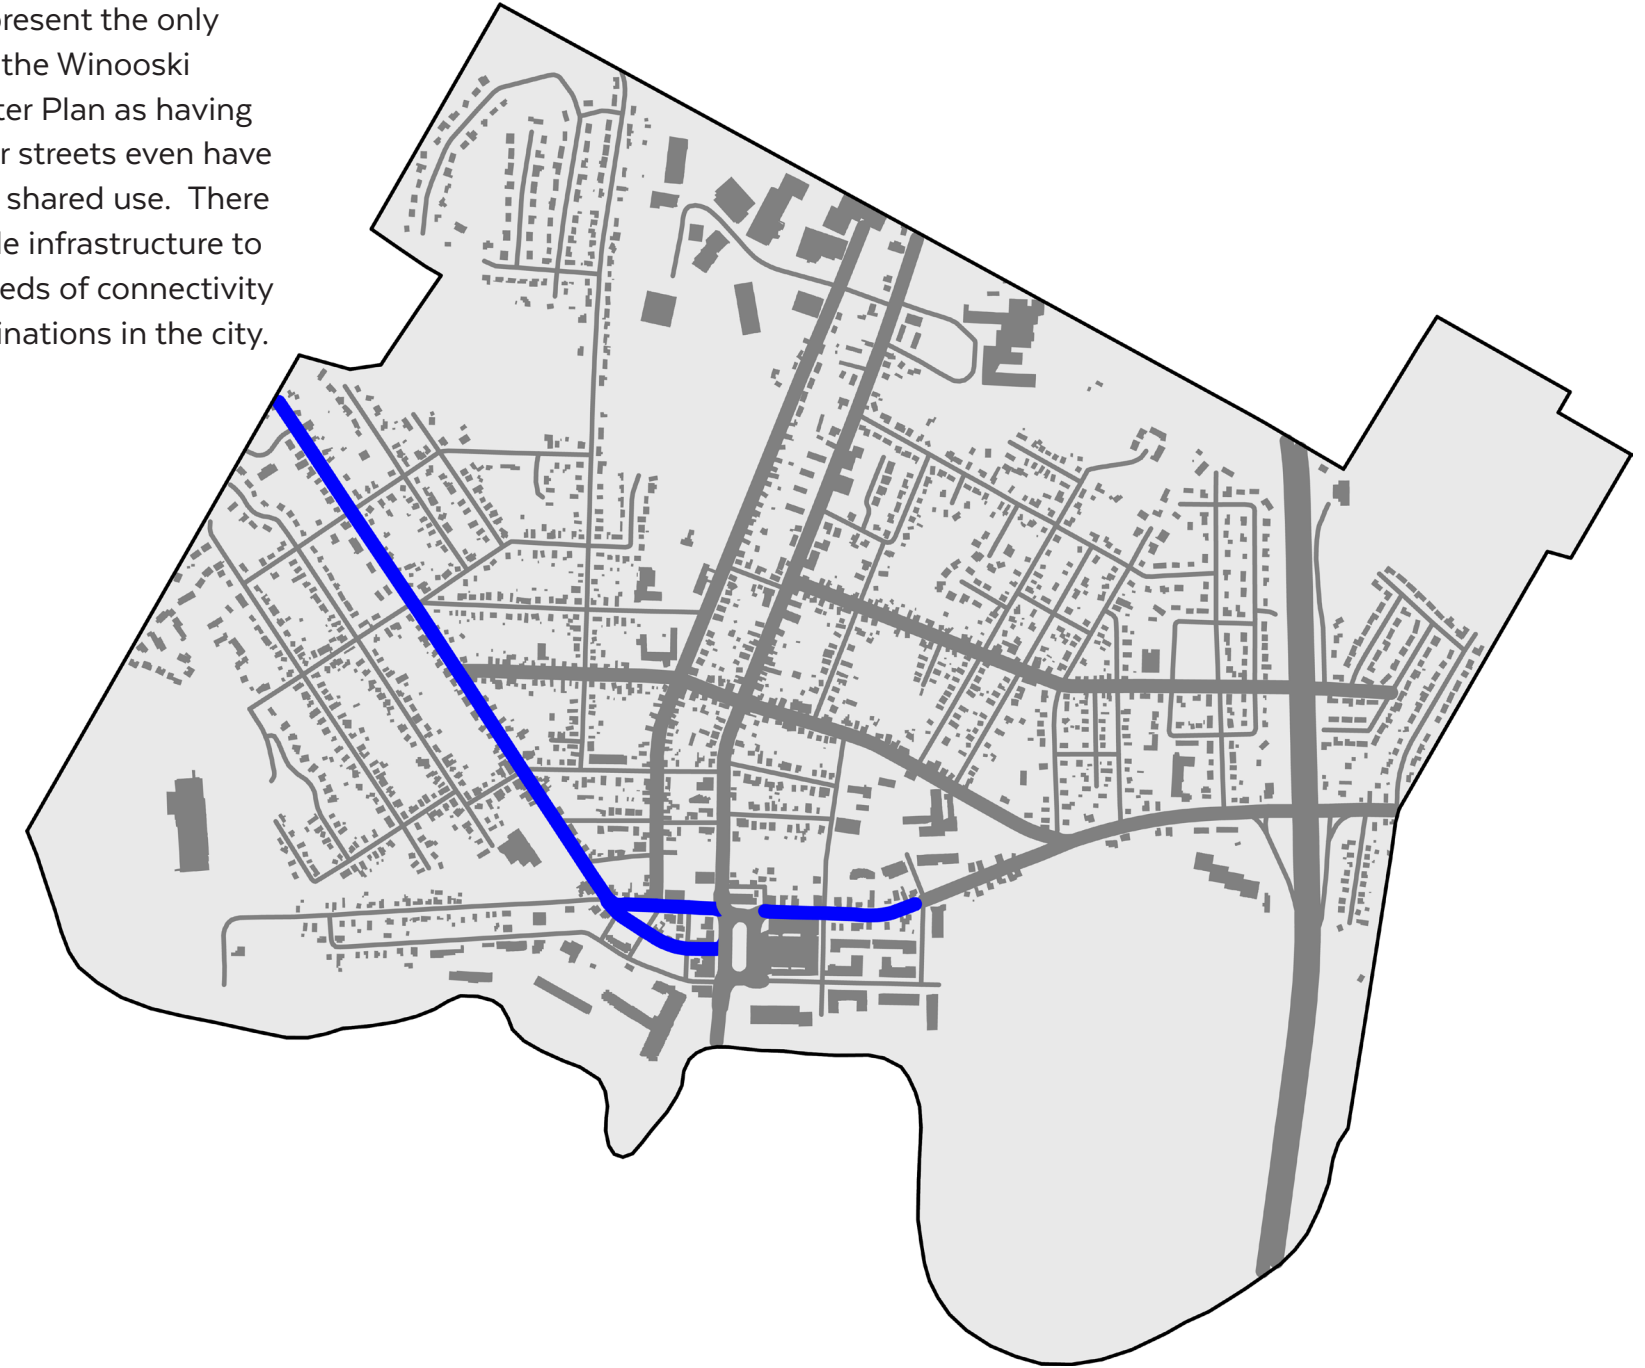 present the only
the Winooski
ter Plan as having
r streets even have
shared use. There
le infrastructure to
eds of connectivity
inations in the city.